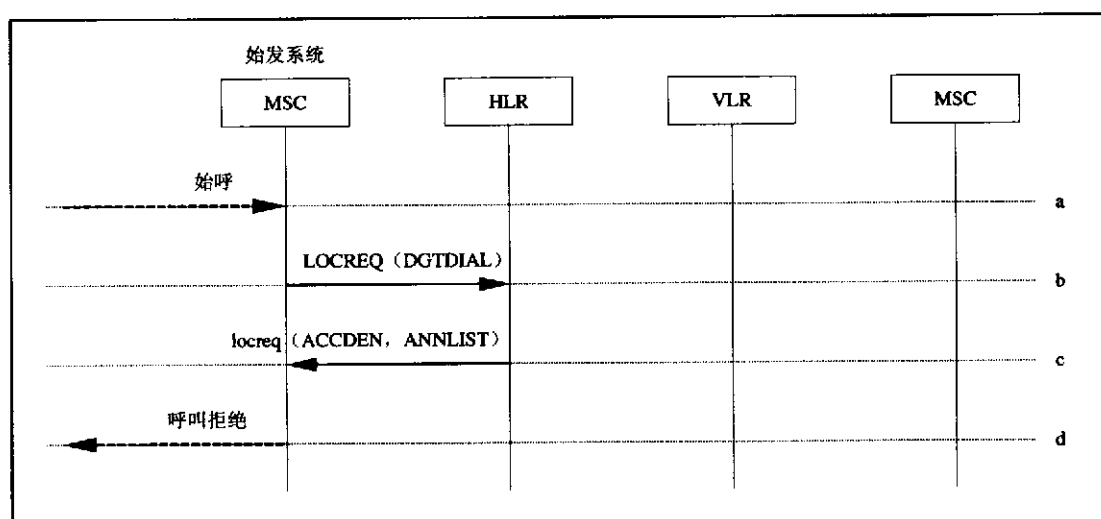 始发系统
MSC
HLR
VLR
MSC
始呼
a
LOCREQ（DGTDIAL）
b
locreq（ACCDEN，ANNLIST）
c
呼叫拒绝
d